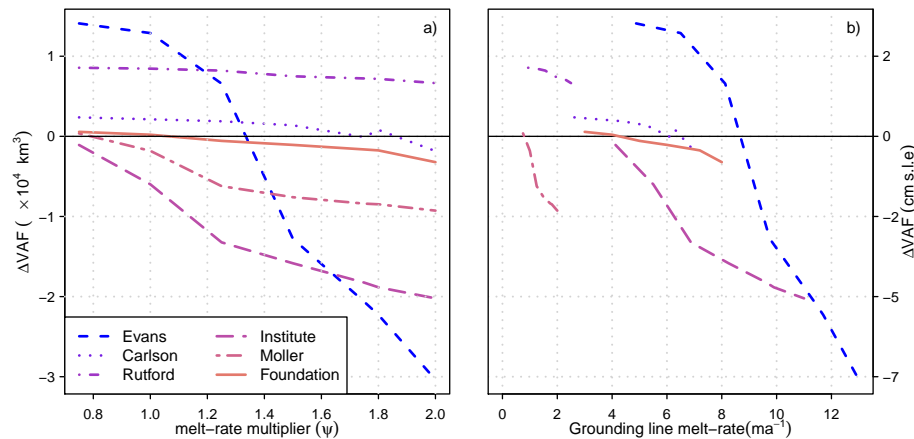 a)
1
0
−1
−2
−3
ΔVAF ( ×10⁴ km³)
Evans
Carlson
Rutford
Institute
Moller
Foundation
0.8 1.0 1.2 1.4 1.6 1.8 2.0
melt−rate multiplier (ψ)
b)
2
0
−2
−5
−7
ΔVAF (cm s.l.e)
0 2 4 6 8 10 12
Grounding line melt−rate(ma⁻¹)